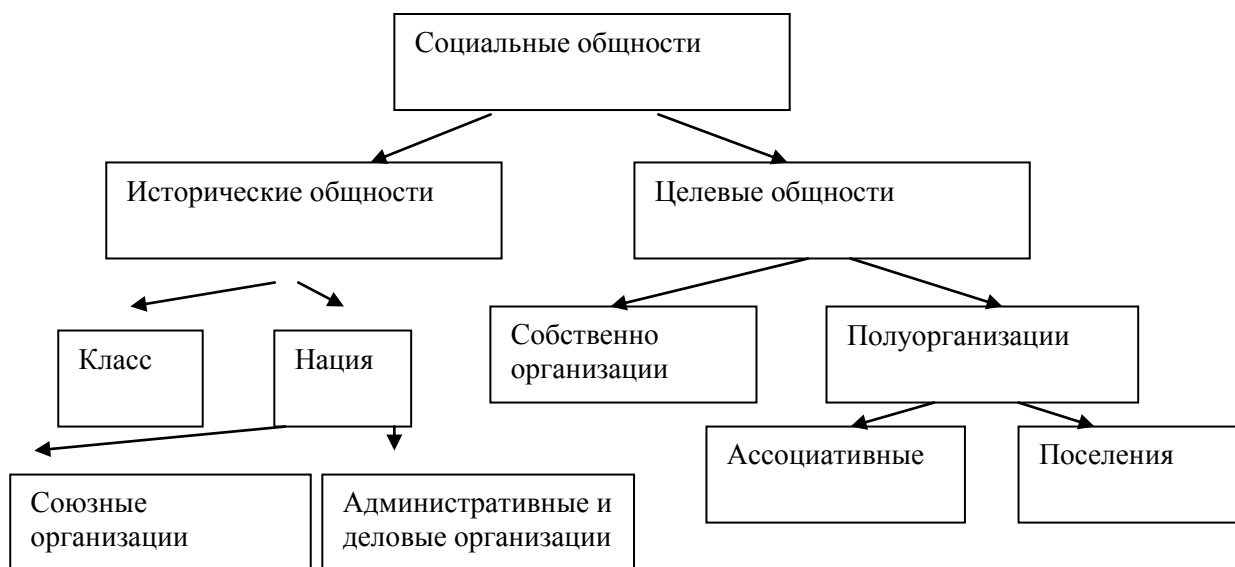 Социальные общности
Исторические общности
Целевые общности
Класс
Нация
Собственно
организации
Полуорганизации
Ассоциативные
Поселения
Союзные
организации
Административные и
деловые организации